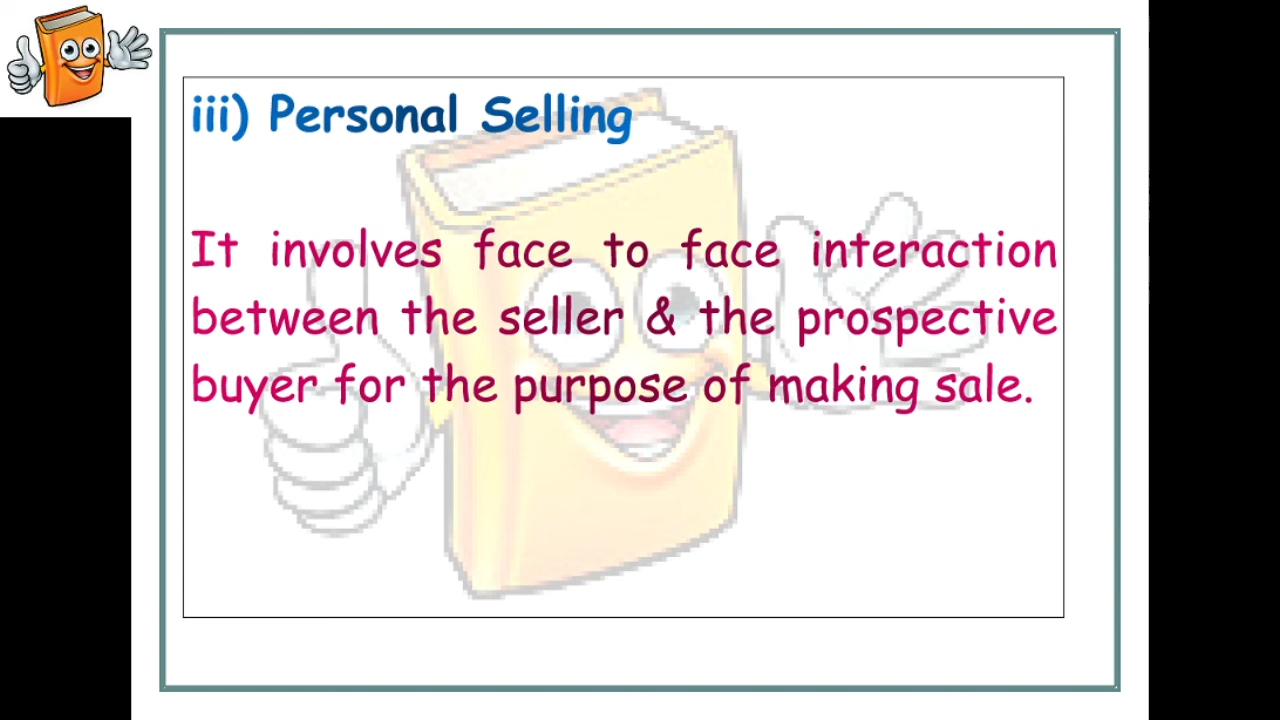 iii) Personal Selling
It involves face to face interaction
between the seller & the prospective
buyer for the purpose of making sale.